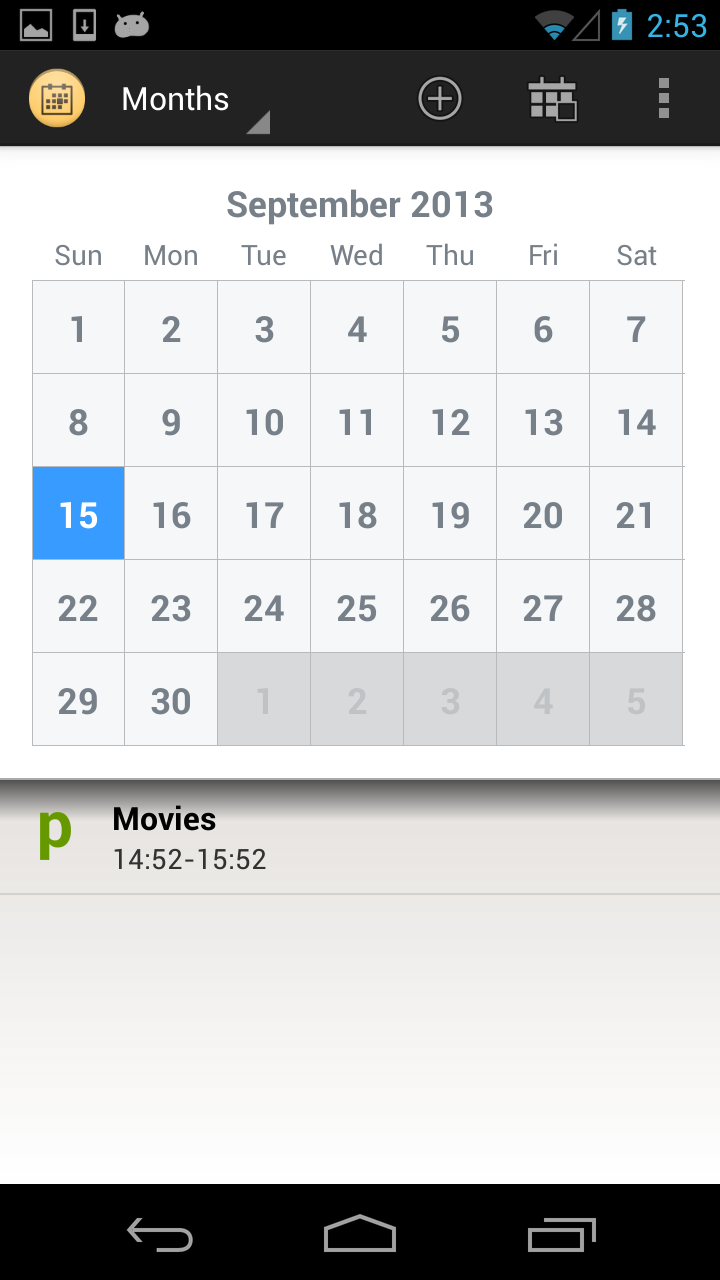 2:53
Months
September 2013
Sun Mon Tue Wed Thu Fri Sat
1 2 3 4 5 6 7
8 9 10 11 12 13 14
15 16 17 18 19 20 21
22 23 24 25 26 27 28
29 30 1 2 3 4 5
p
Movies
14:52-15:52